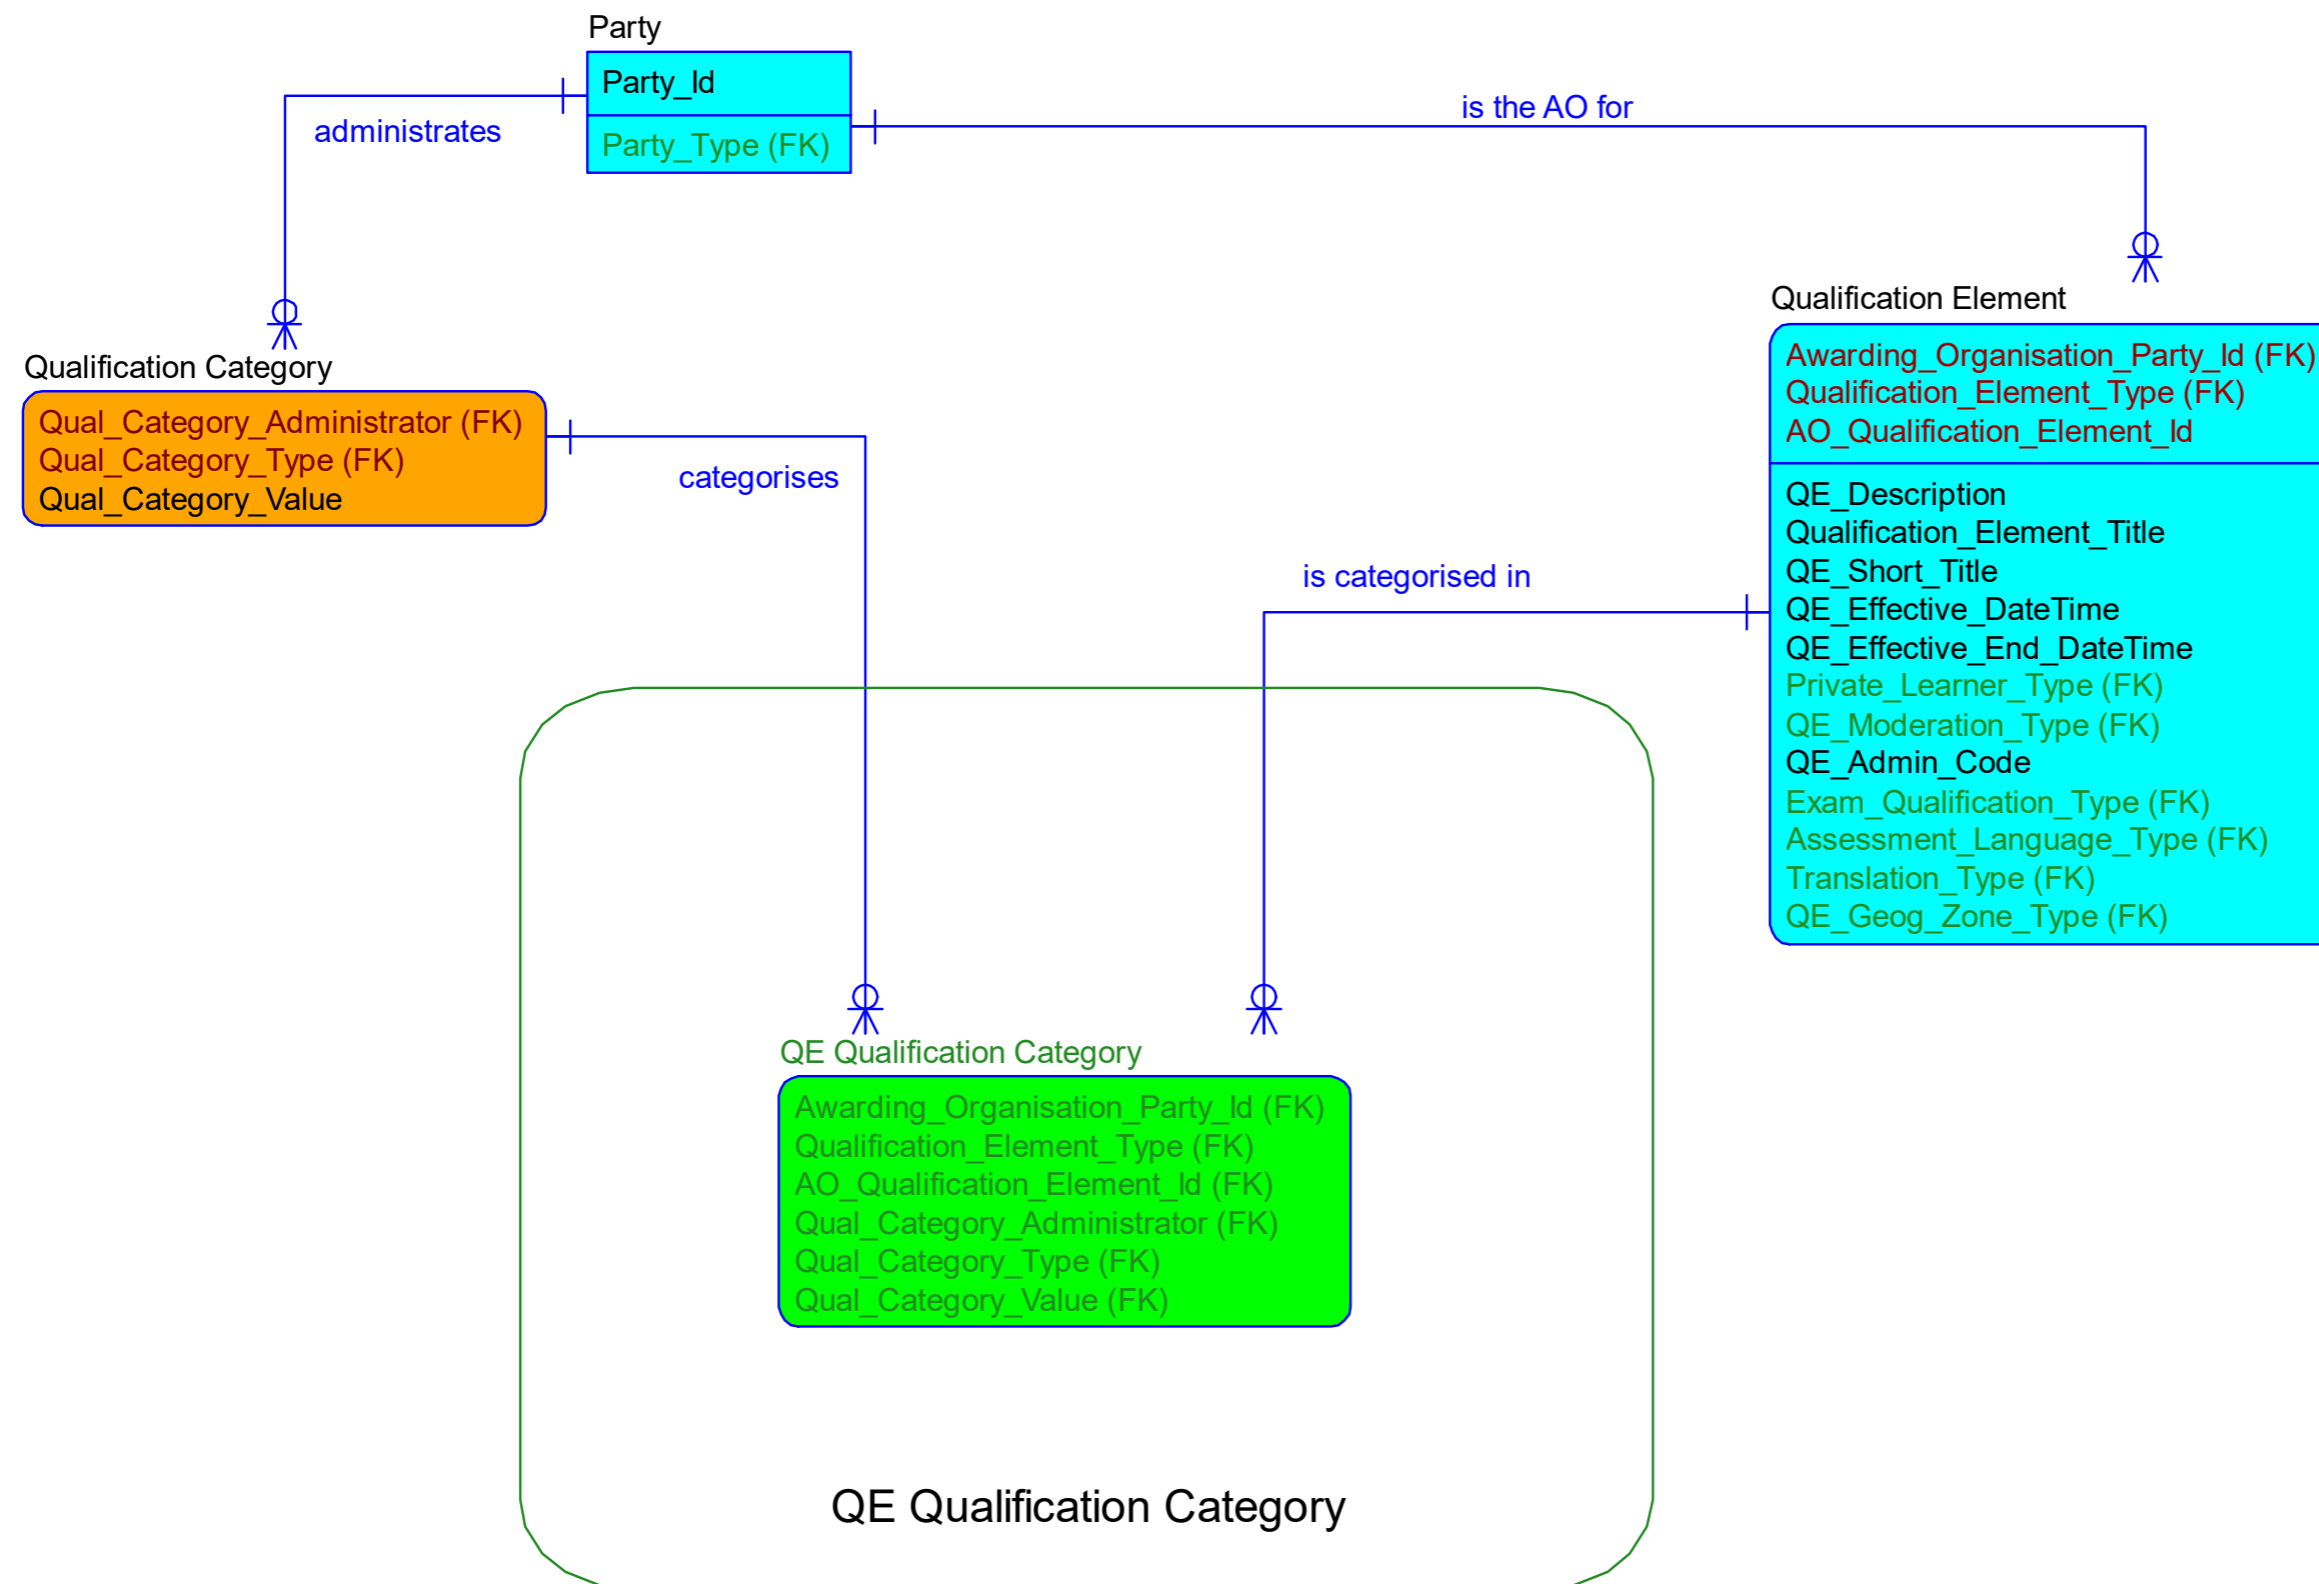 Party
Party_Id
Party_Type (FK)
administrates
is the AO for
Qualification Category
Qual_Category_Administrator (FK)
Qual_Category_Type (FK)
Qual_Category_Value
categorises
Qualification Element
Awarding_Organisation_Party_Id (FK)
Qualification_Element_Type (FK)
AO_Qualification_Element_Id
QE_Description
Qualification_Element_Title
QE_Short_Title
QE_Effective_DateTime
QE_Effective_End_DateTime
Private_Learner_Type (FK)
QE_Moderation_Type (FK)
QE_Admin_Code
Exam_Qualification_Type (FK)
Assessment_Language_Type (FK)
Translation_Type (FK)
QE_Geog_Zone_Type (FK)
is categorised in
QE Qualification Category
Awarding_Organisation_Party_Id (FK)
Qualification_Element_Type (FK)
AO_Qualification_Element_Id (FK)
Qual_Category_Administrator (FK)
Qual_Category_Type (FK)
Qual_Category_Value (FK)
QE Qualification Category